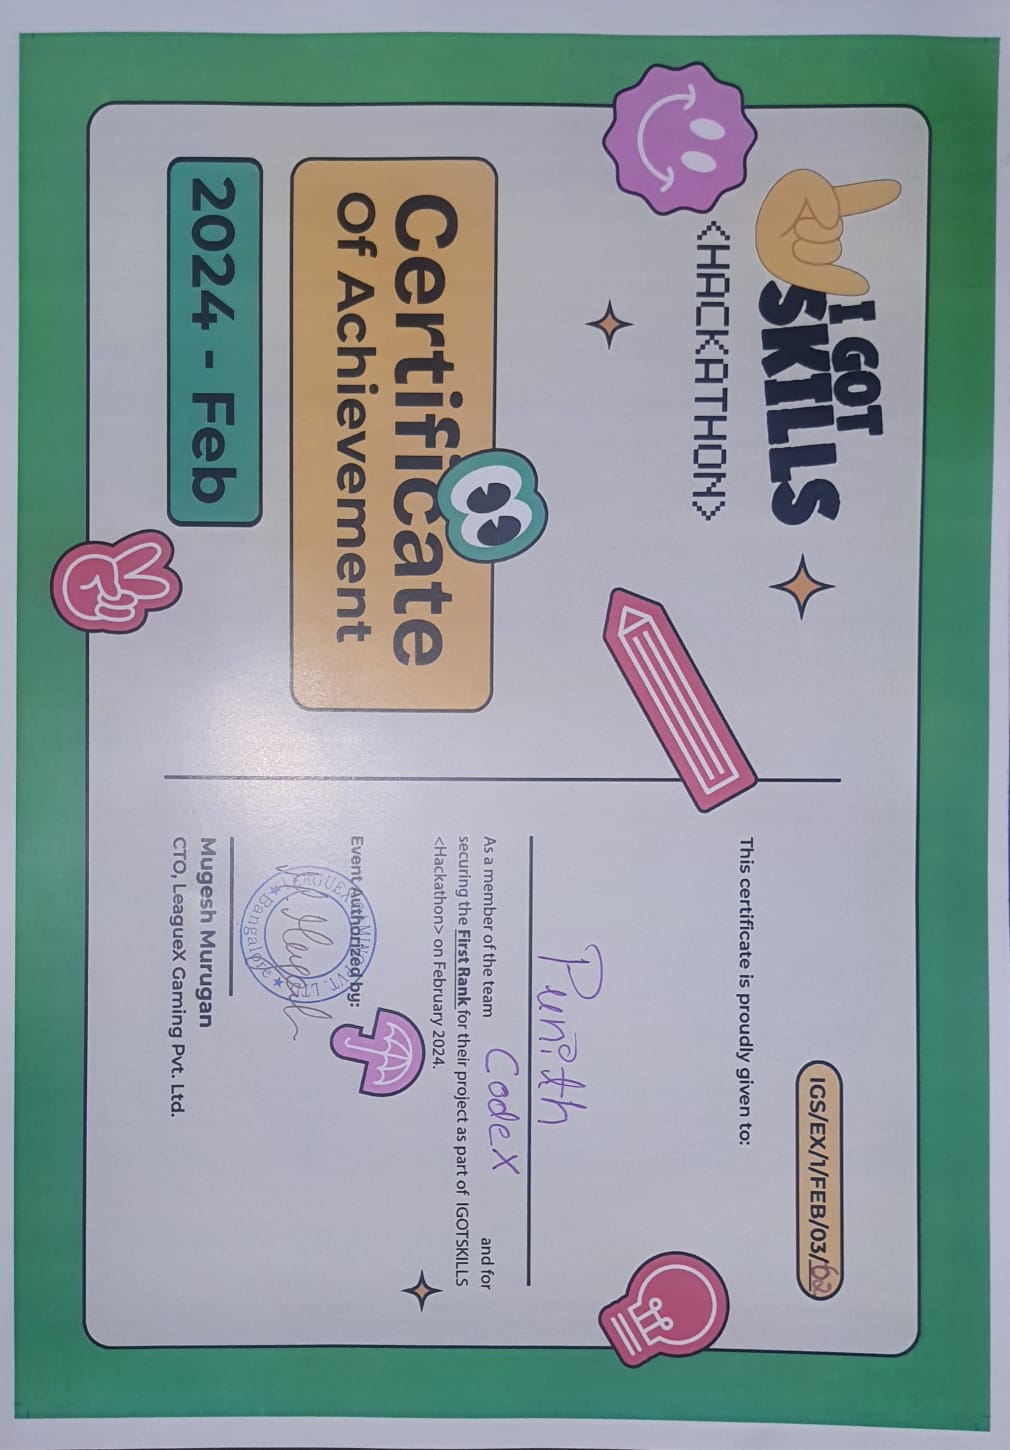 I GOT
SKILLS
<HACKATHON>
Certificate
Of Achievement
2024 - Feb
IGS/EX/1/FEB/03/62
This certificate is proudly given to:
Punith
As a member of the team Codex and for
securing the First Rank for their project as part of IGOTSKILLS
<Hackathon> on February 2024.
Event Authorized by:
LEAGUEX GAMING PVT. LTD.
★ Bangalore ★
Mugesh Murugan
CTO, LeagueX Gaming Pvt. Ltd.